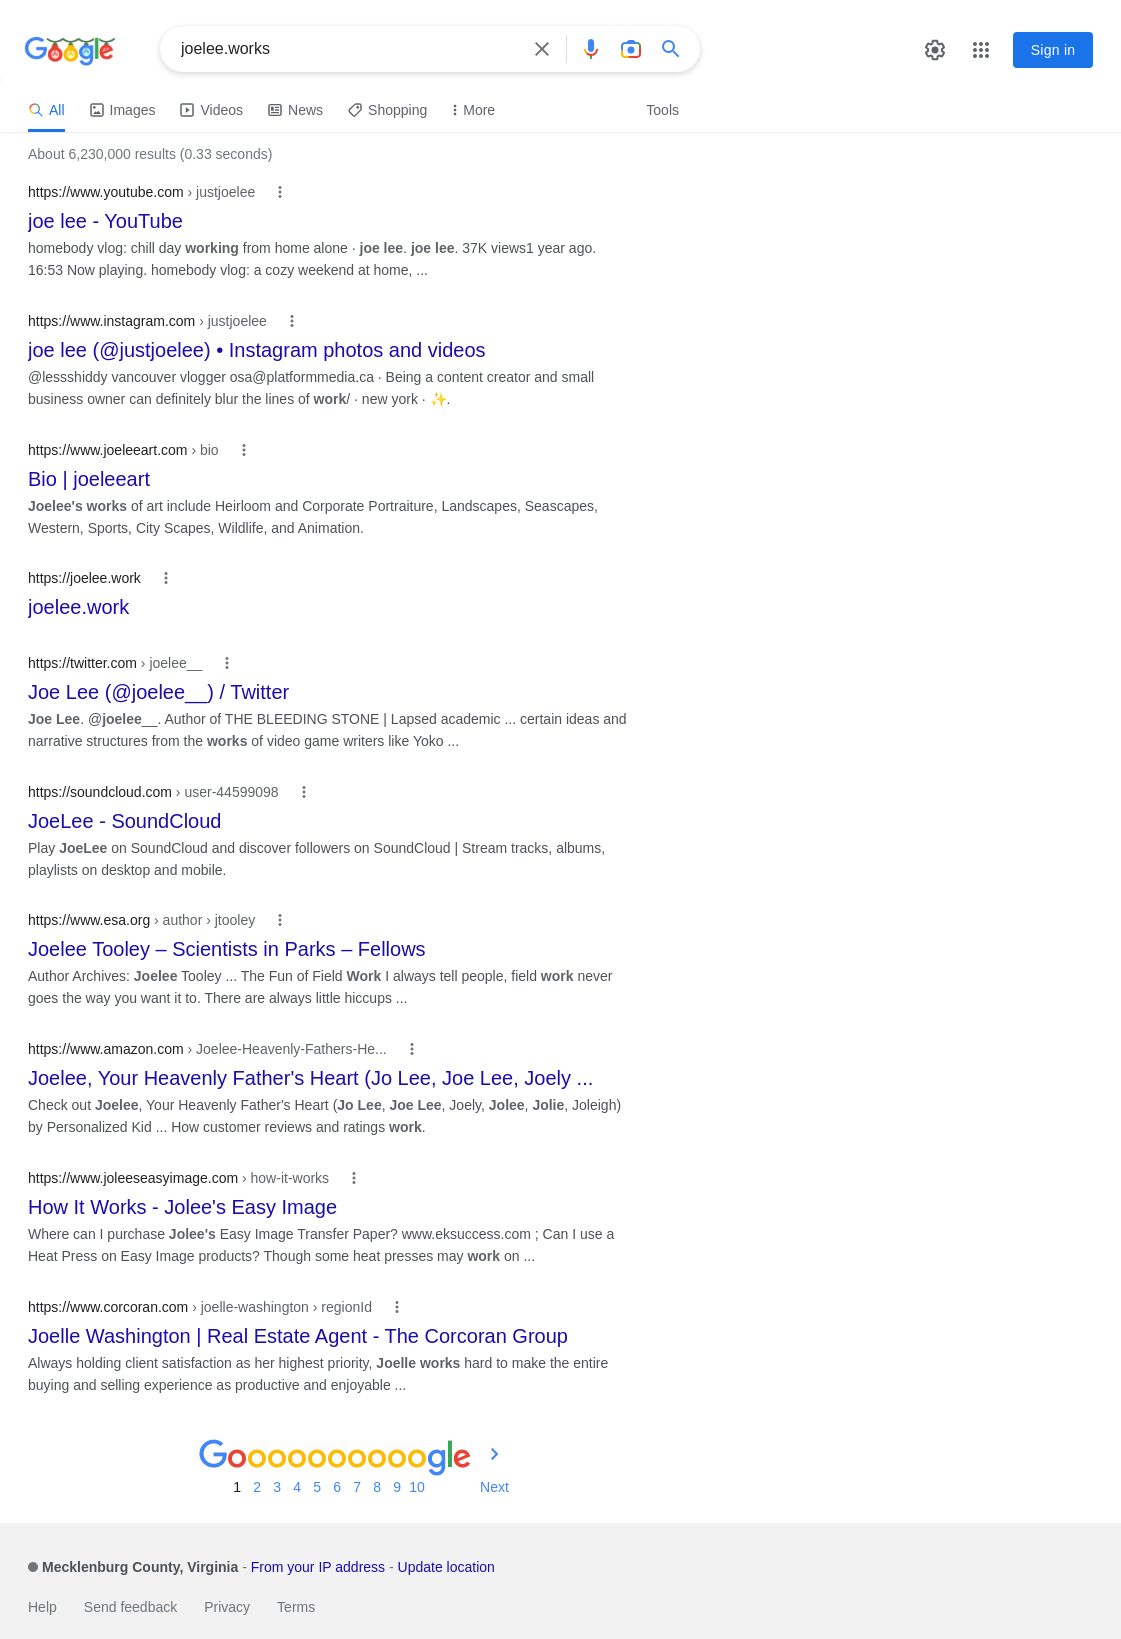 Google
joelee.works
Sign in
All Images Videos News Shopping More Tools
About 6,230,000 results (0.33 seconds)
https://www.youtube.com › justjoelee
joe lee - YouTube
homebody vlog: chill day working from home alone · joe lee. joe lee. 37K views1 year ago.
16:53 Now playing. homebody vlog: a cozy weekend at home, ...
https://www.instagram.com › justjoelee
joe lee (@justjoelee) • Instagram photos and videos
@lessshiddy vancouver vlogger osa@platformmedia.ca · Being a content creator and small
business owner can definitely blur the lines of work/ · new york · ✨.
https://www.joeleeart.com › bio
Bio | joeleeart
Joelee's works of art include Heirloom and Corporate Portraiture, Landscapes, Seascapes,
Western, Sports, City Scapes, Wildlife, and Animation.
https://joelee.work
joelee.work
https://twitter.com › joelee__
Joe Lee (@joelee__) / Twitter
Joe Lee. @joelee__. Author of THE BLEEDING STONE | Lapsed academic ... certain ideas and
narrative structures from the works of video game writers like Yoko ...
https://soundcloud.com › user-44599098
JoeLee - SoundCloud
Play JoeLee on SoundCloud and discover followers on SoundCloud | Stream tracks, albums,
playlists on desktop and mobile.
https://www.esa.org › author › jtooley
Joelee Tooley – Scientists in Parks – Fellows
Author Archives: Joelee Tooley ... The Fun of Field Work I always tell people, field work never
goes the way you want it to. There are always little hiccups ...
https://www.amazon.com › Joelee-Heavenly-Fathers-He...
Joelee, Your Heavenly Father's Heart (Jo Lee, Joe Lee, Joely ...
Check out Joelee, Your Heavenly Father's Heart (Jo Lee, Joe Lee, Joely, Jolee, Jolie, Joleigh)
by Personalized Kid ... How customer reviews and ratings work.
https://www.joleeseasyimage.com › how-it-works
How It Works - Jolee's Easy Image
Where can I purchase Jolee's Easy Image Transfer Paper? www.eksuccess.com ; Can I use a
Heat Press on Easy Image products? Though some heat presses may work on ...
https://www.corcoran.com › joelle-washington › regionId
Joelle Washington | Real Estate Agent - The Corcoran Group
Always holding client satisfaction as her highest priority, Joelle works hard to make the entire
buying and selling experience as productive and enjoyable ...
Goooooooooogle
1 2 3 4 5 6 7 8 9 10 Next
Mecklenburg County, Virginia - From your IP address - Update location
Help Send feedback Privacy Terms